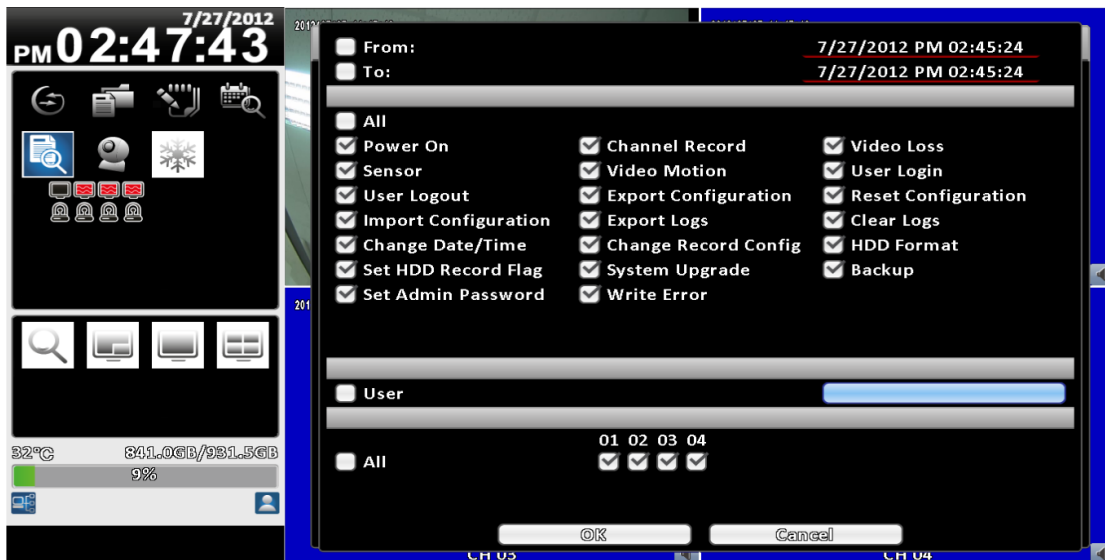 7/27/2012
PM 02:47:43
32°C 841.0GB/931.5GB
9%
From: 7/27/2012 PM 02:45:24
To: 7/27/2012 PM 02:45:24
All
Power On Channel Record Video Loss
Sensor Video Motion User Login
User Logout Export Configuration Reset Configuration
Import Configuration Export Logs Clear Logs
Change Date/Time Change Record Config HDD Format
Set HDD Record Flag System Upgrade Backup
Set Admin Password Write Error
User
01 02 03 04
All
OK Cancel
CH 03 CH 04